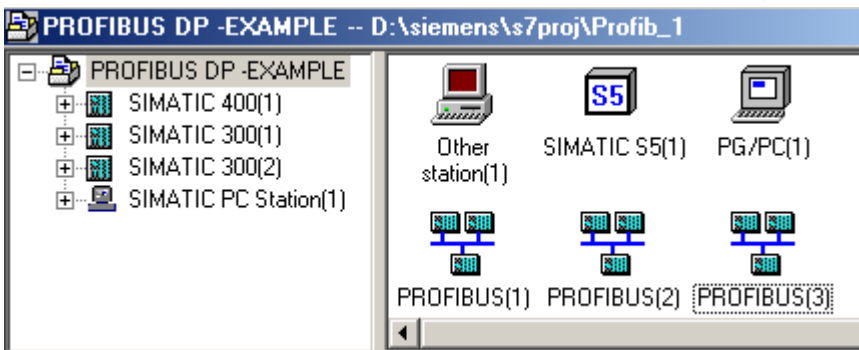 PROFIBUS DP -EXAMPLE -- D:\siemens\s7proj\Profib_1
PROFIBUS DP -EXAMPLE
SIMATIC 400(1)
SIMATIC 300(1)
SIMATIC 300(2)
SIMATIC PC Station(1)
S5
Other
station(1)
SIMATIC S5(1)
PG/PC(1)
PROFIBUS(1)
PROFIBUS(2)
PROFIBUS(3)